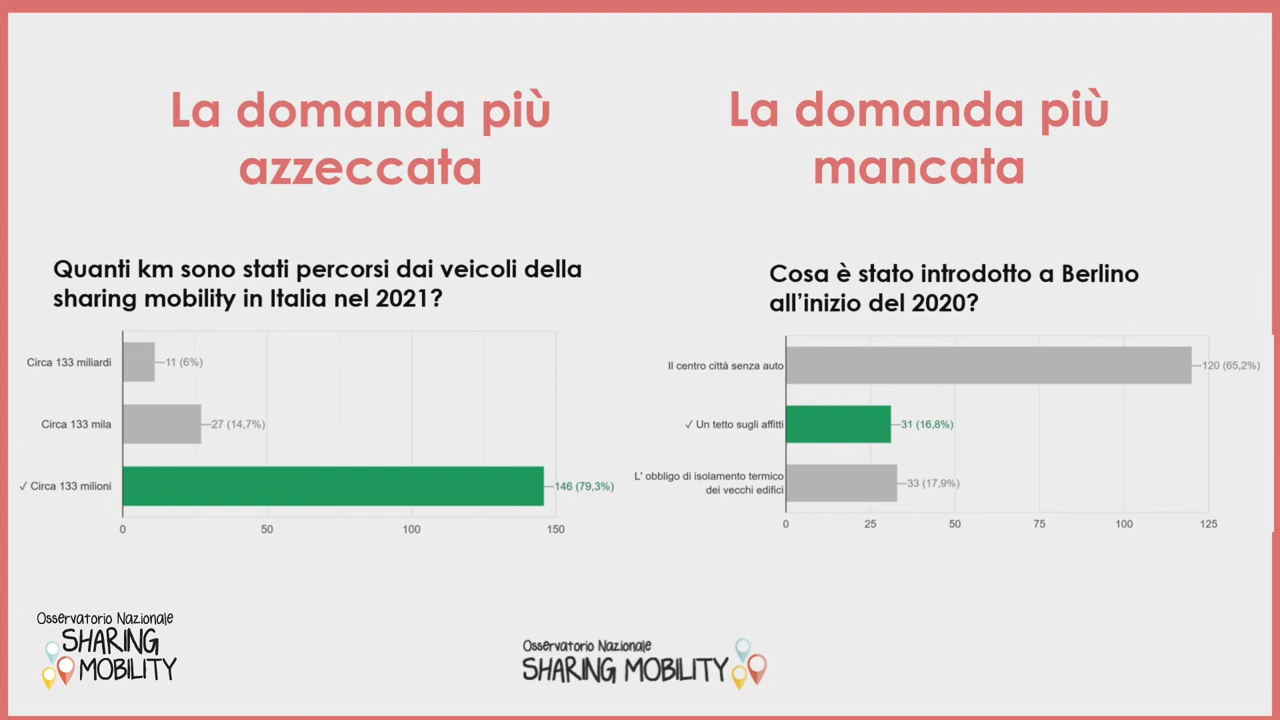 La domanda più
azzeccata
Quanti km sono stati percorsi dai veicoli della
sharing mobility in Italia nel 2021?
Circa 133 miliardi
11 (6%)
Circa 133 mila
27 (14,7%)
✓ Circa 133 milioni
146 (79,3%)
0
50
100
150
La domanda più
mancata
Cosa è stato introdotto a Berlino
all'inizio del 2020?
Il centro città senza auto
120 (65,2%)
✓ Un tetto sugli affitti
31 (16,8%)
L' obbligo di isolamento termico
dei vecchi edifici
33 (17,9%)
0
25
50
75
100
125
Osservatorio Nazionale
SHARING
MOBILITY
Osservatorio Nazionale
SHARING MOBILITY